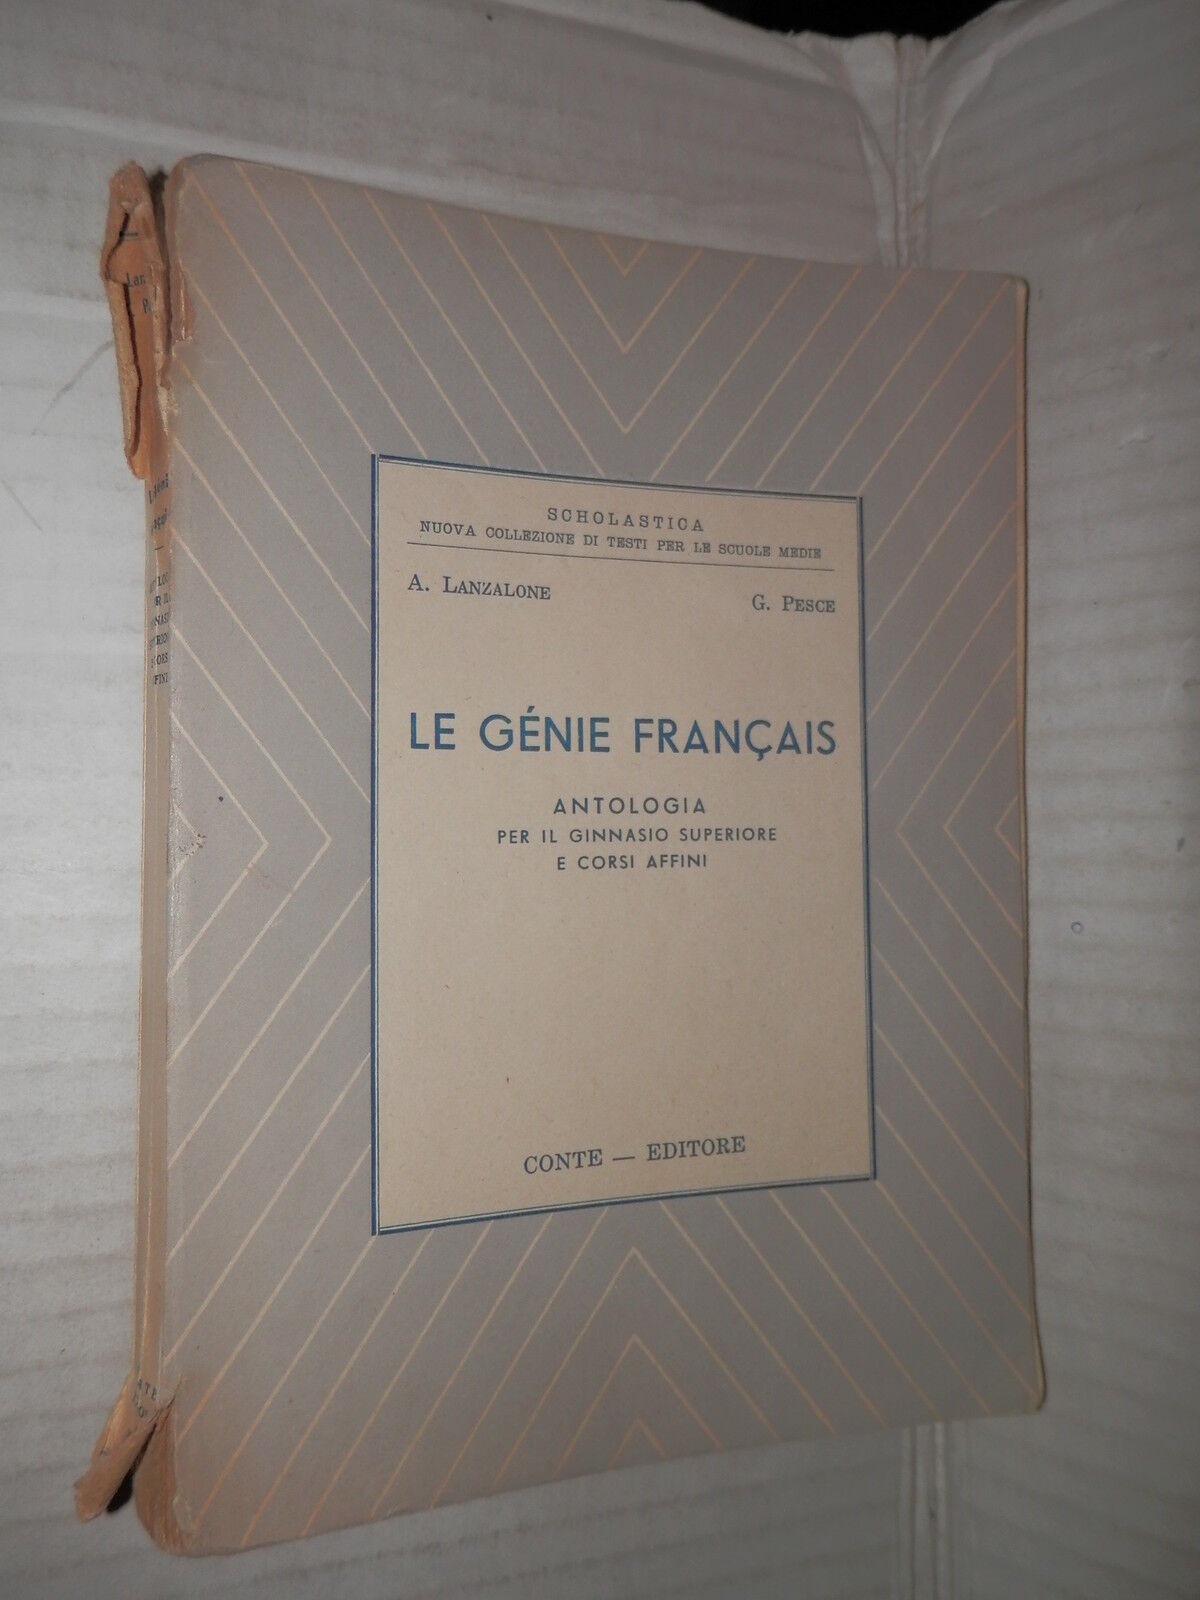 SCHOLASTICA
NUOVA COLLEZIONE DI TESTI PER LE SCUOLE MEDIE
A. LANZALONE
G. PESCE
LE GÉNIE FRANÇAIS
ANTOLOGIA
PER IL GINNASIO SUPERIORE
E CORSI AFFINI
CONTE — EDITORE